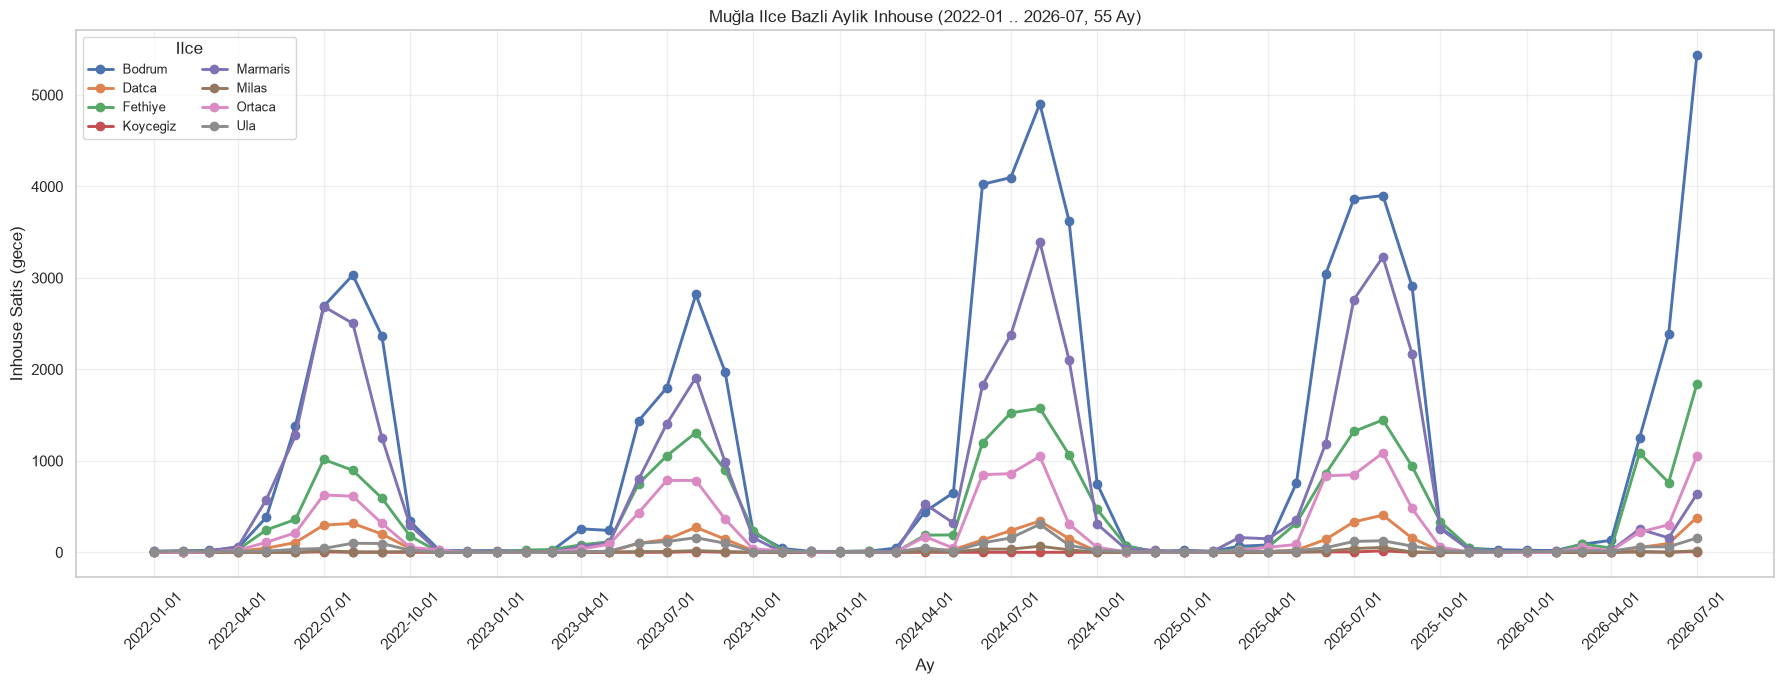 Muğla Ilce Bazli Aylik Inhouse (2022-01 .. 2026-07, 55 Ay)
Ilce
Bodrum
Datca
Fethiye
Koycegiz
Marmaris
Milas
Ortaca
Ula
Inhouse Satis (gece)
5000
4000
3000
2000
1000
0
2022-01-01
2022-04-01
2022-07-01
2022-10-01
2023-01-01
2023-04-01
2023-07-01
2023-10-01
2024-01-01
2024-04-01
2024-07-01
2024-10-01
2025-01-01
2025-04-01
2025-07-01
2025-10-01
2026-01-01
2026-04-01
2026-07-01
Ay